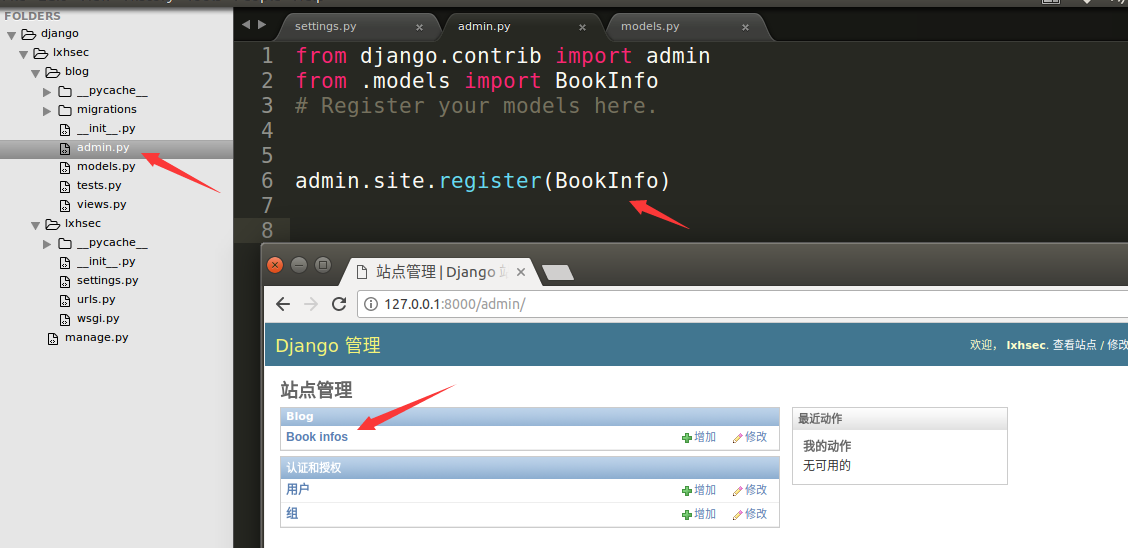 FOLDERS
django
lxhsec
blog
__pycache__
migrations
__init__.py
admin.py
models.py
tests.py
views.py
lxhsec
__pycache__
__init__.py
settings.py
urls.py
wsgi.py
manage.py
settings.py
admin.py
models.py
1 from django.contrib import admin
2 from .models import BookInfo
3 # Register your models here.
4
5
6 admin.site.register(BookInfo)
7
8
站点管理 | Django
127.0.0.1:8000/admin/
Django 管理
欢迎， lxhsec. 查看站点 / 修改
站点管理
Blog
Book infos 增加 修改
认证和授权
用户 增加 修改
组 增加 修改
最近动作
我的动作
无可用的